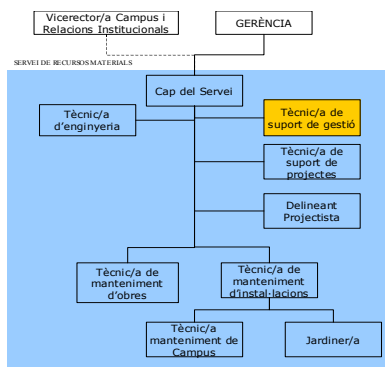 Vicerector/a Campus i
Relacions Institucionals
GERÈNCIA
SERVEI DE RECURSOS MATERIALS
Cap del Servei
Tècnic/a
d'enginyeria
Tècnic/a de
suport de gestió
Tècnic/a de
suport de
projectes
Delineant
Projectista
Tècnic/a de
manteniment
d'obres
Tècnic/a de
manteniment
d'instal·lacions
Tècnic/a
manteniment de
Campus
Jardiner/a